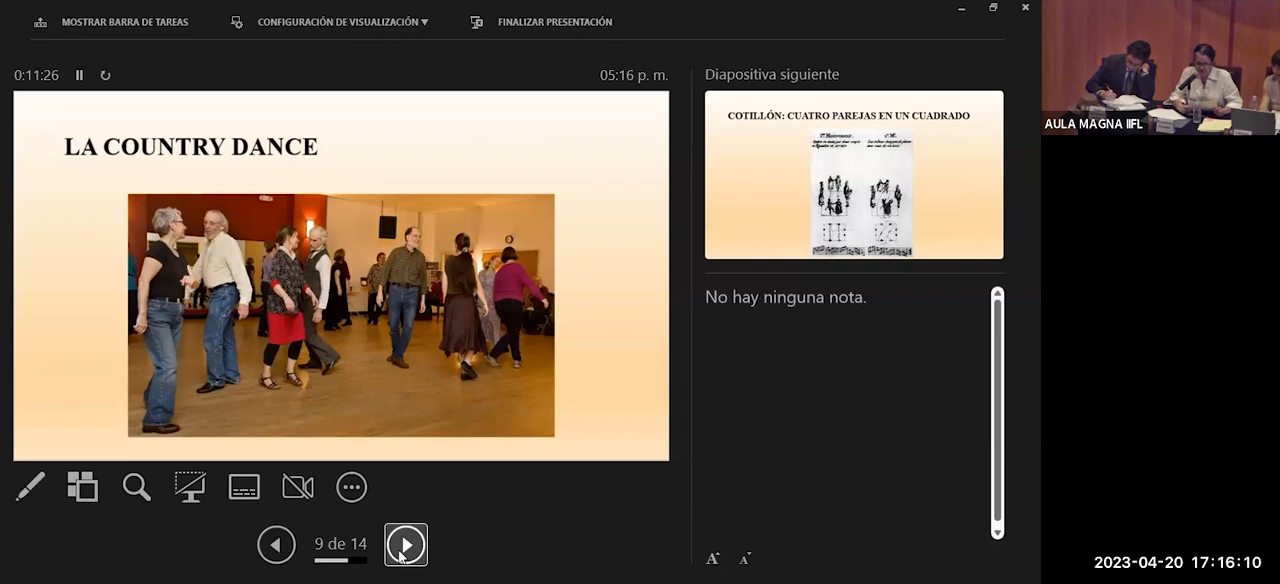 MOSTRAR BARRA DE TAREAS
CONFIGURACIÓN DE VISUALIZACIÓN ▼
FINALIZAR PRESENTACIÓN
0:11:26
05:16 p. m.
LA COUNTRY DANCE
Diapositiva siguiente
COTILLÓN: CUATRO PAREJAS EN UN CUADRADO
No hay ninguna nota.
9 de 14
AULA MAGNA IIFL
2023-04-20 17:16:10